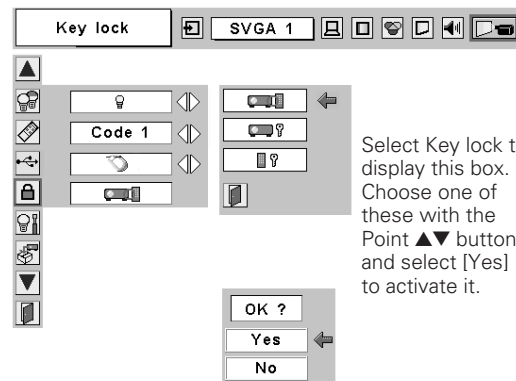 Key lock
SVGA 1
Code 1
Select Key lock t
display this box.
Choose one of
these with the
Point ▲▼ button
and select [Yes]
to activate it.
OK ?
Yes
No